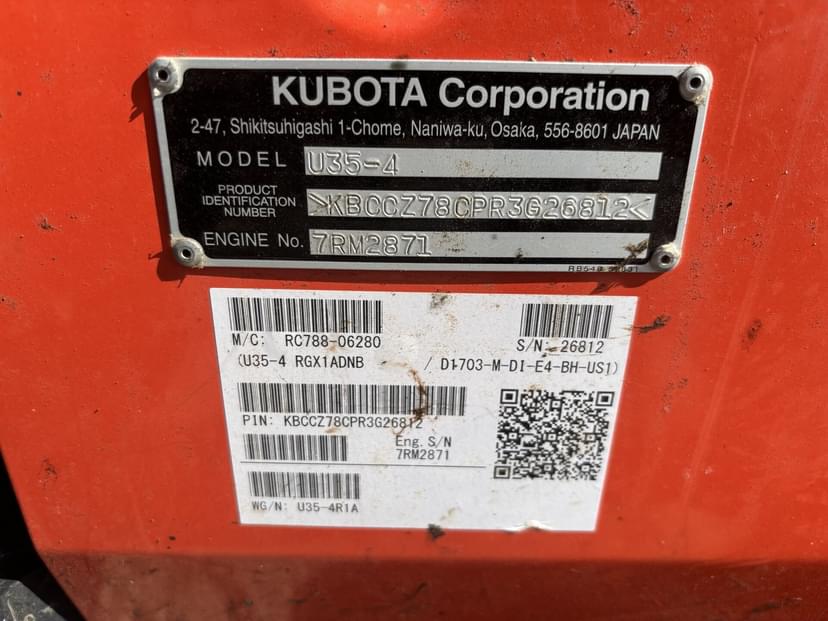 KUBOTA Corporation
2-47, Shikitsuhigashi 1-Chome, Naniwa-ku, Osaka, 556-8601 JAPAN
MODEL U35-4
PRODUCT IDENTIFICATION NUMBER >KBCCZ78CPR3G26812<
ENGINE No. 7RM2871
M/C: RC788-06280 S/N: 26812
(U35-4 RGX1ADNB / D1703-M-DI-E4-BH-US1)
PIN: KBCCZ78CPR3G26812
Eng. S/N
7RM2871
WG/N: U35-4R1A